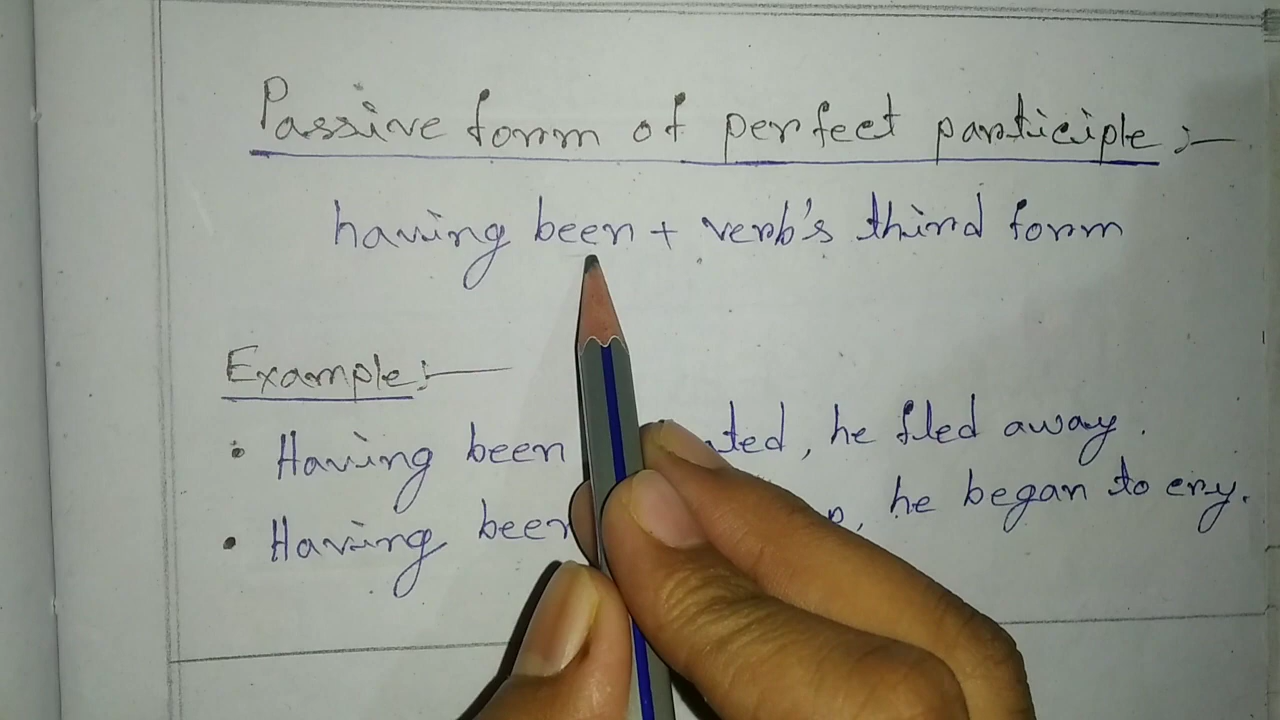 Passive form of perfect participle :-
having been + verb's third form
Example :-
• Having been , he fled away.
• Having been , he began to cry.